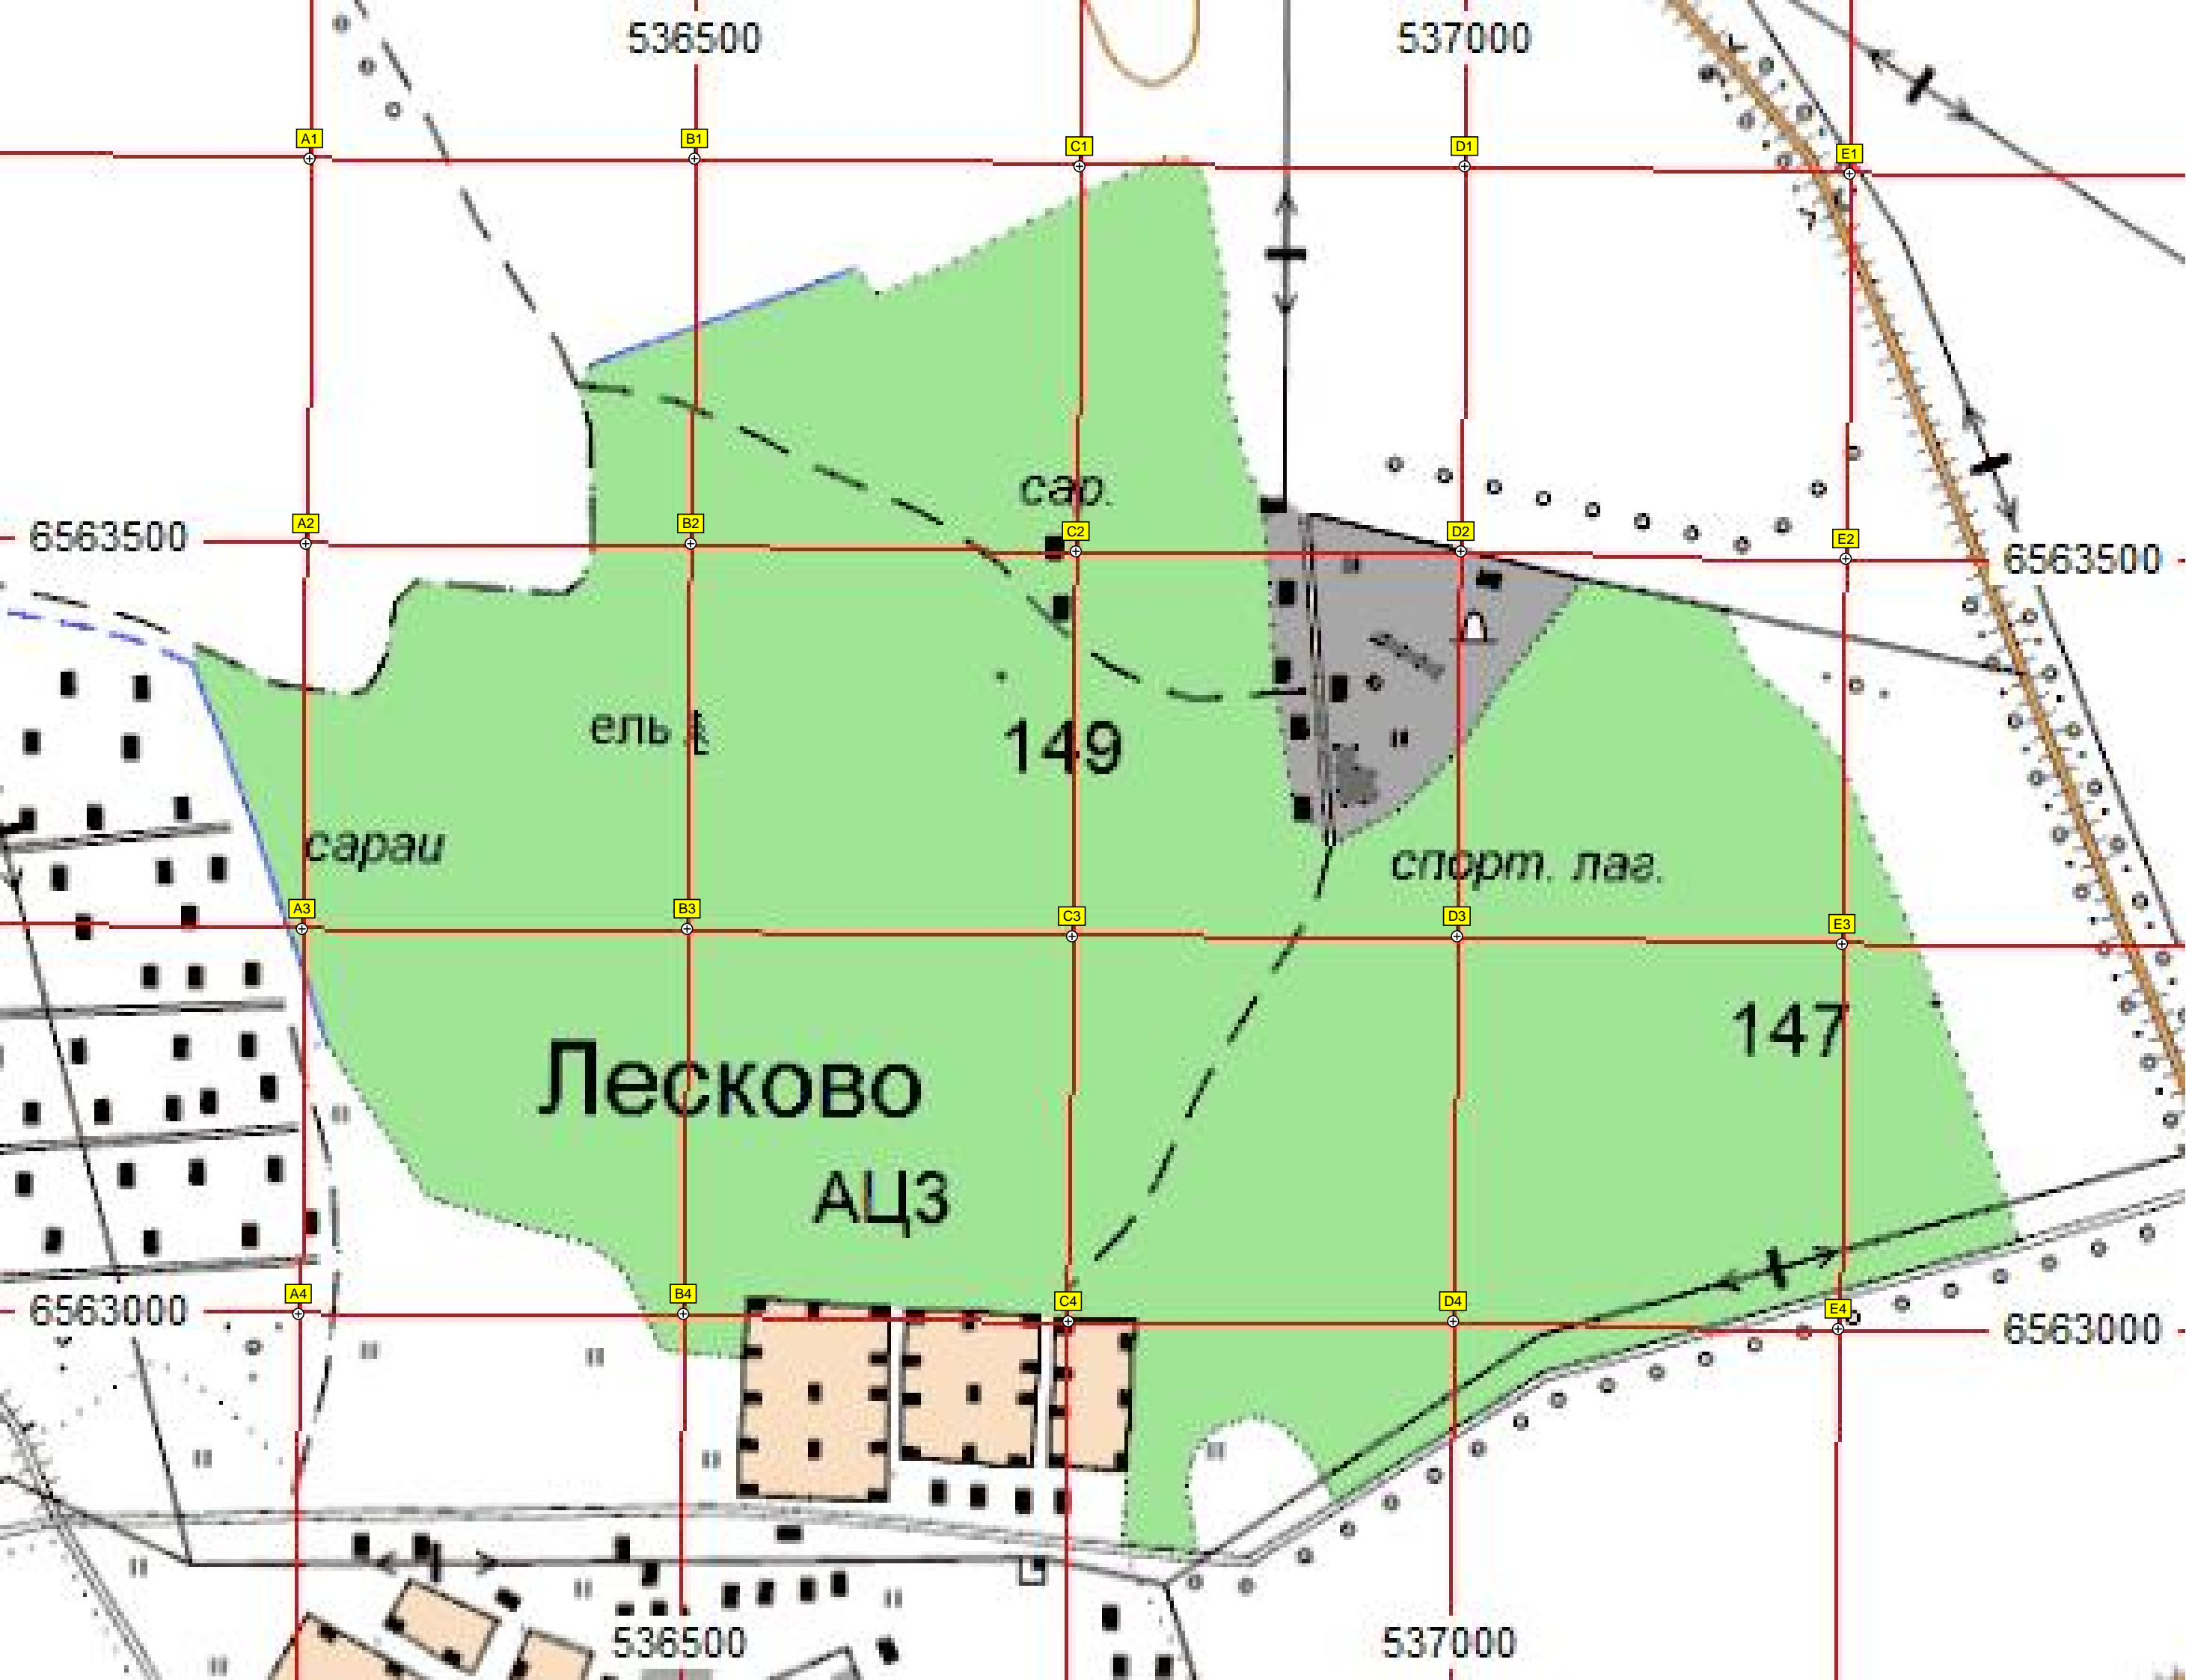 536500 537000
A1 B1 C1 D1 E1
сар.
6563500 A2 B2 C2 D2 E2 6563500
ель 149
сараи спорт. лаг.
A3 B3 C3 D3 E3
147
Лесково
АЦЗ
6563000 A4 B4 C4 D4 E4 6563000
536500 537000